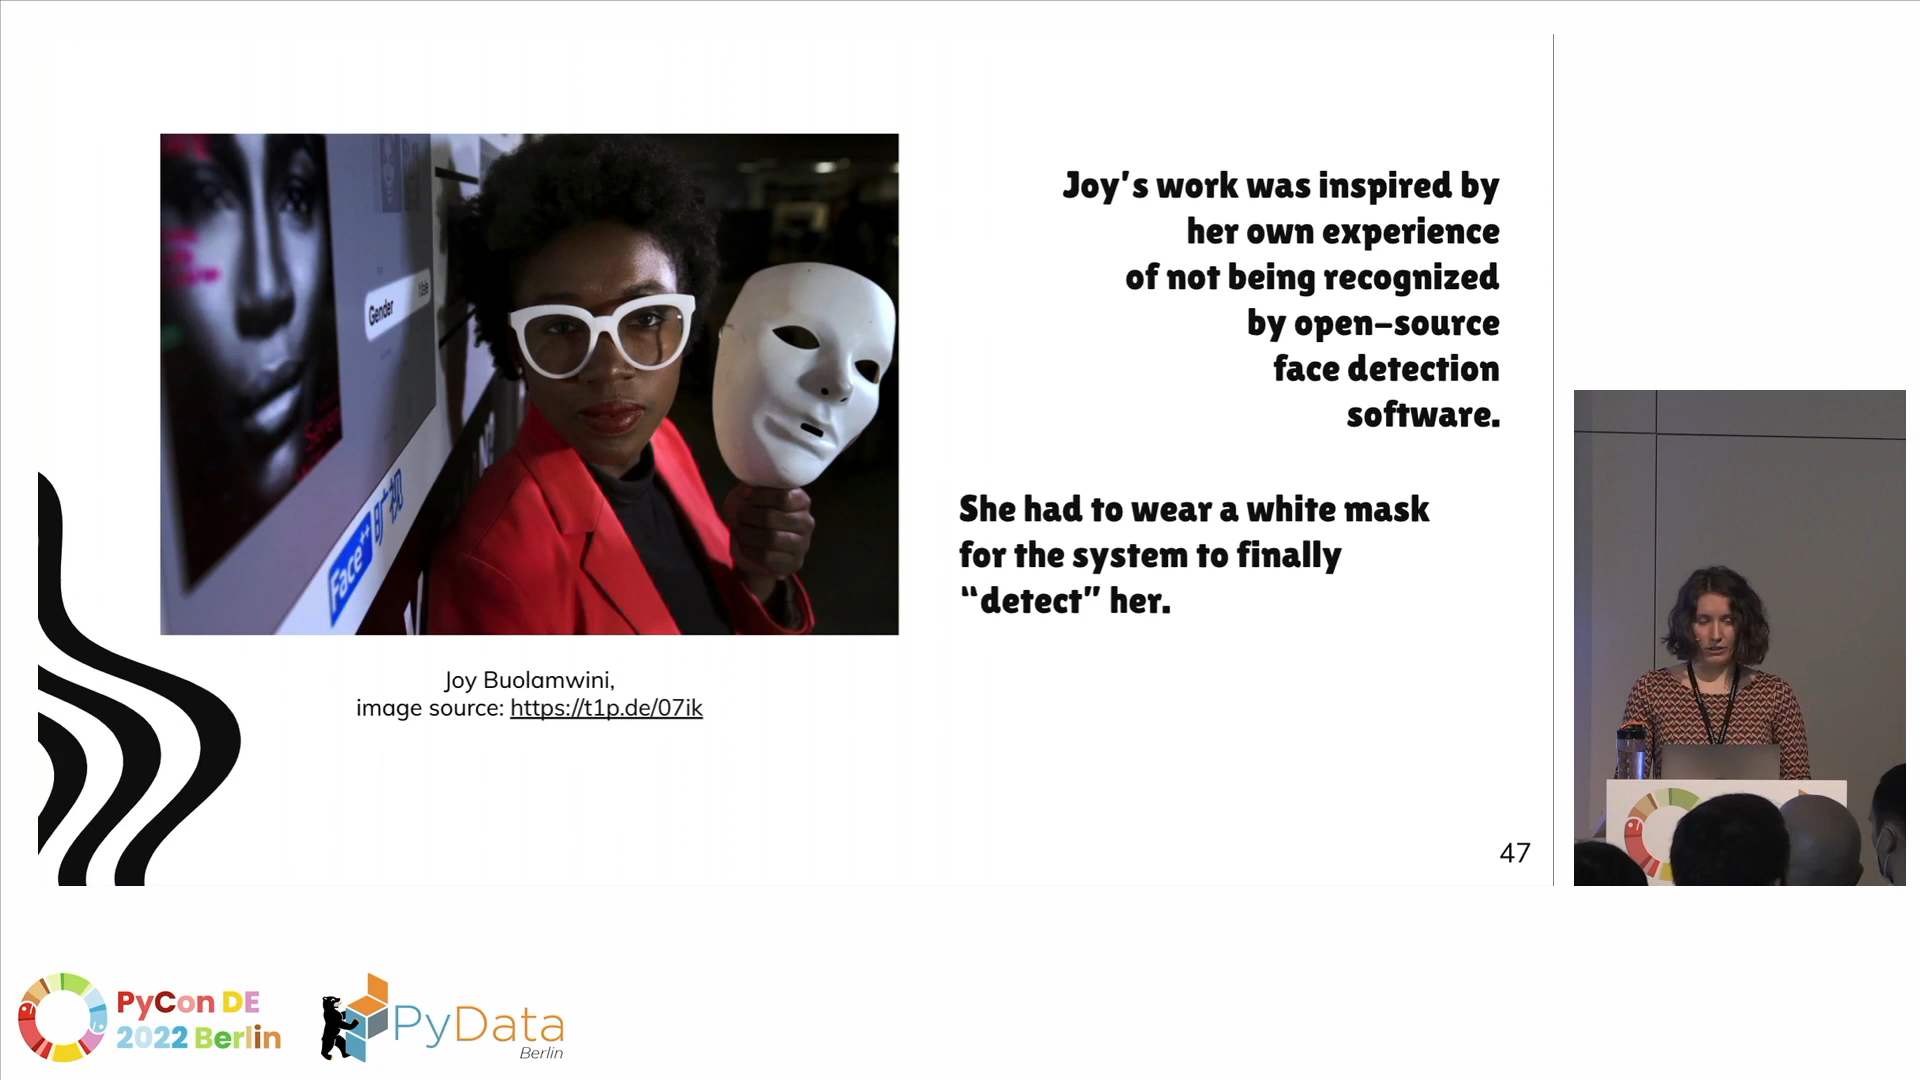 Gender
Face++
Joy's work was inspired by
her own experience
of not being recognized
by open-source
face detection
software.
She had to wear a white mask
for the system to finally
“detect” her.
Joy Buolamwini,
image source: https://t1p.de/07ik
47
PyCon DE
2022 Berlin
PyData
Berlin